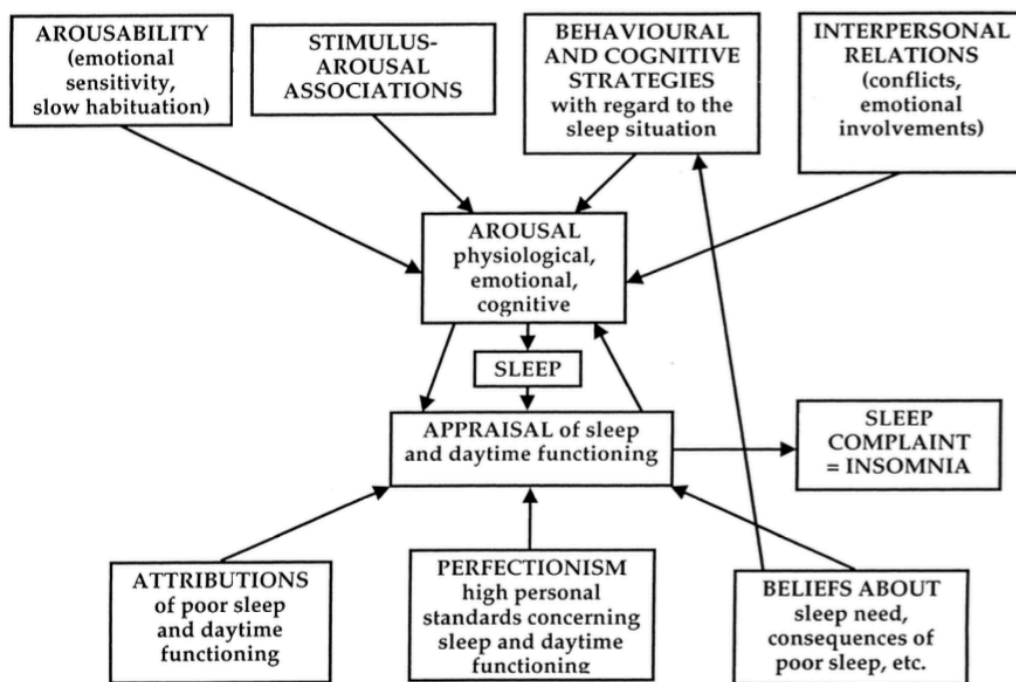 AROUSABILITY
(emotional
sensitivity,
slow habituation)
STIMULUS-
AROUSAL
ASSOCIATIONS
BEHAVIOURAL
AND COGNITIVE
STRATEGIES
with regard to the
sleep situation
INTERPERSONAL
RELATIONS
(conflicts,
emotional
involvements)
AROUSAL
physiological,
emotional,
cognitive
SLEEP
APPRAISAL of sleep
and daytime functioning
SLEEP
COMPLAINT
= INSOMNIA
ATTRIBUTIONS
of poor sleep
and daytime
functioning
PERFECTIONISM
high personal
standards concerning
sleep and daytime
functioning
BELIEFS ABOUT
sleep need,
consequences of
poor sleep, etc.